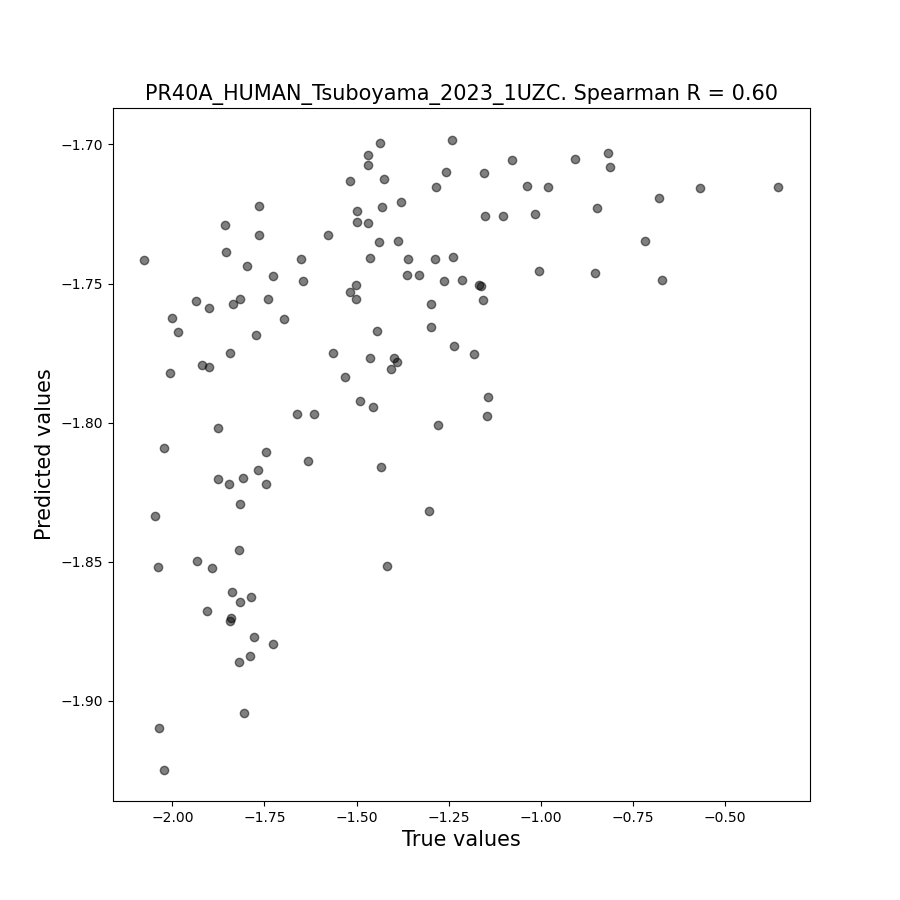 PR40A_HUMAN_Tsuboyama_2023_1UZC. Spearman R = 0.60
−1.70
−1.75
−1.80
−1.85
−1.90
Predicted values
−2.00 −1.75 −1.50 −1.25 −1.00 −0.75 −0.50
True values